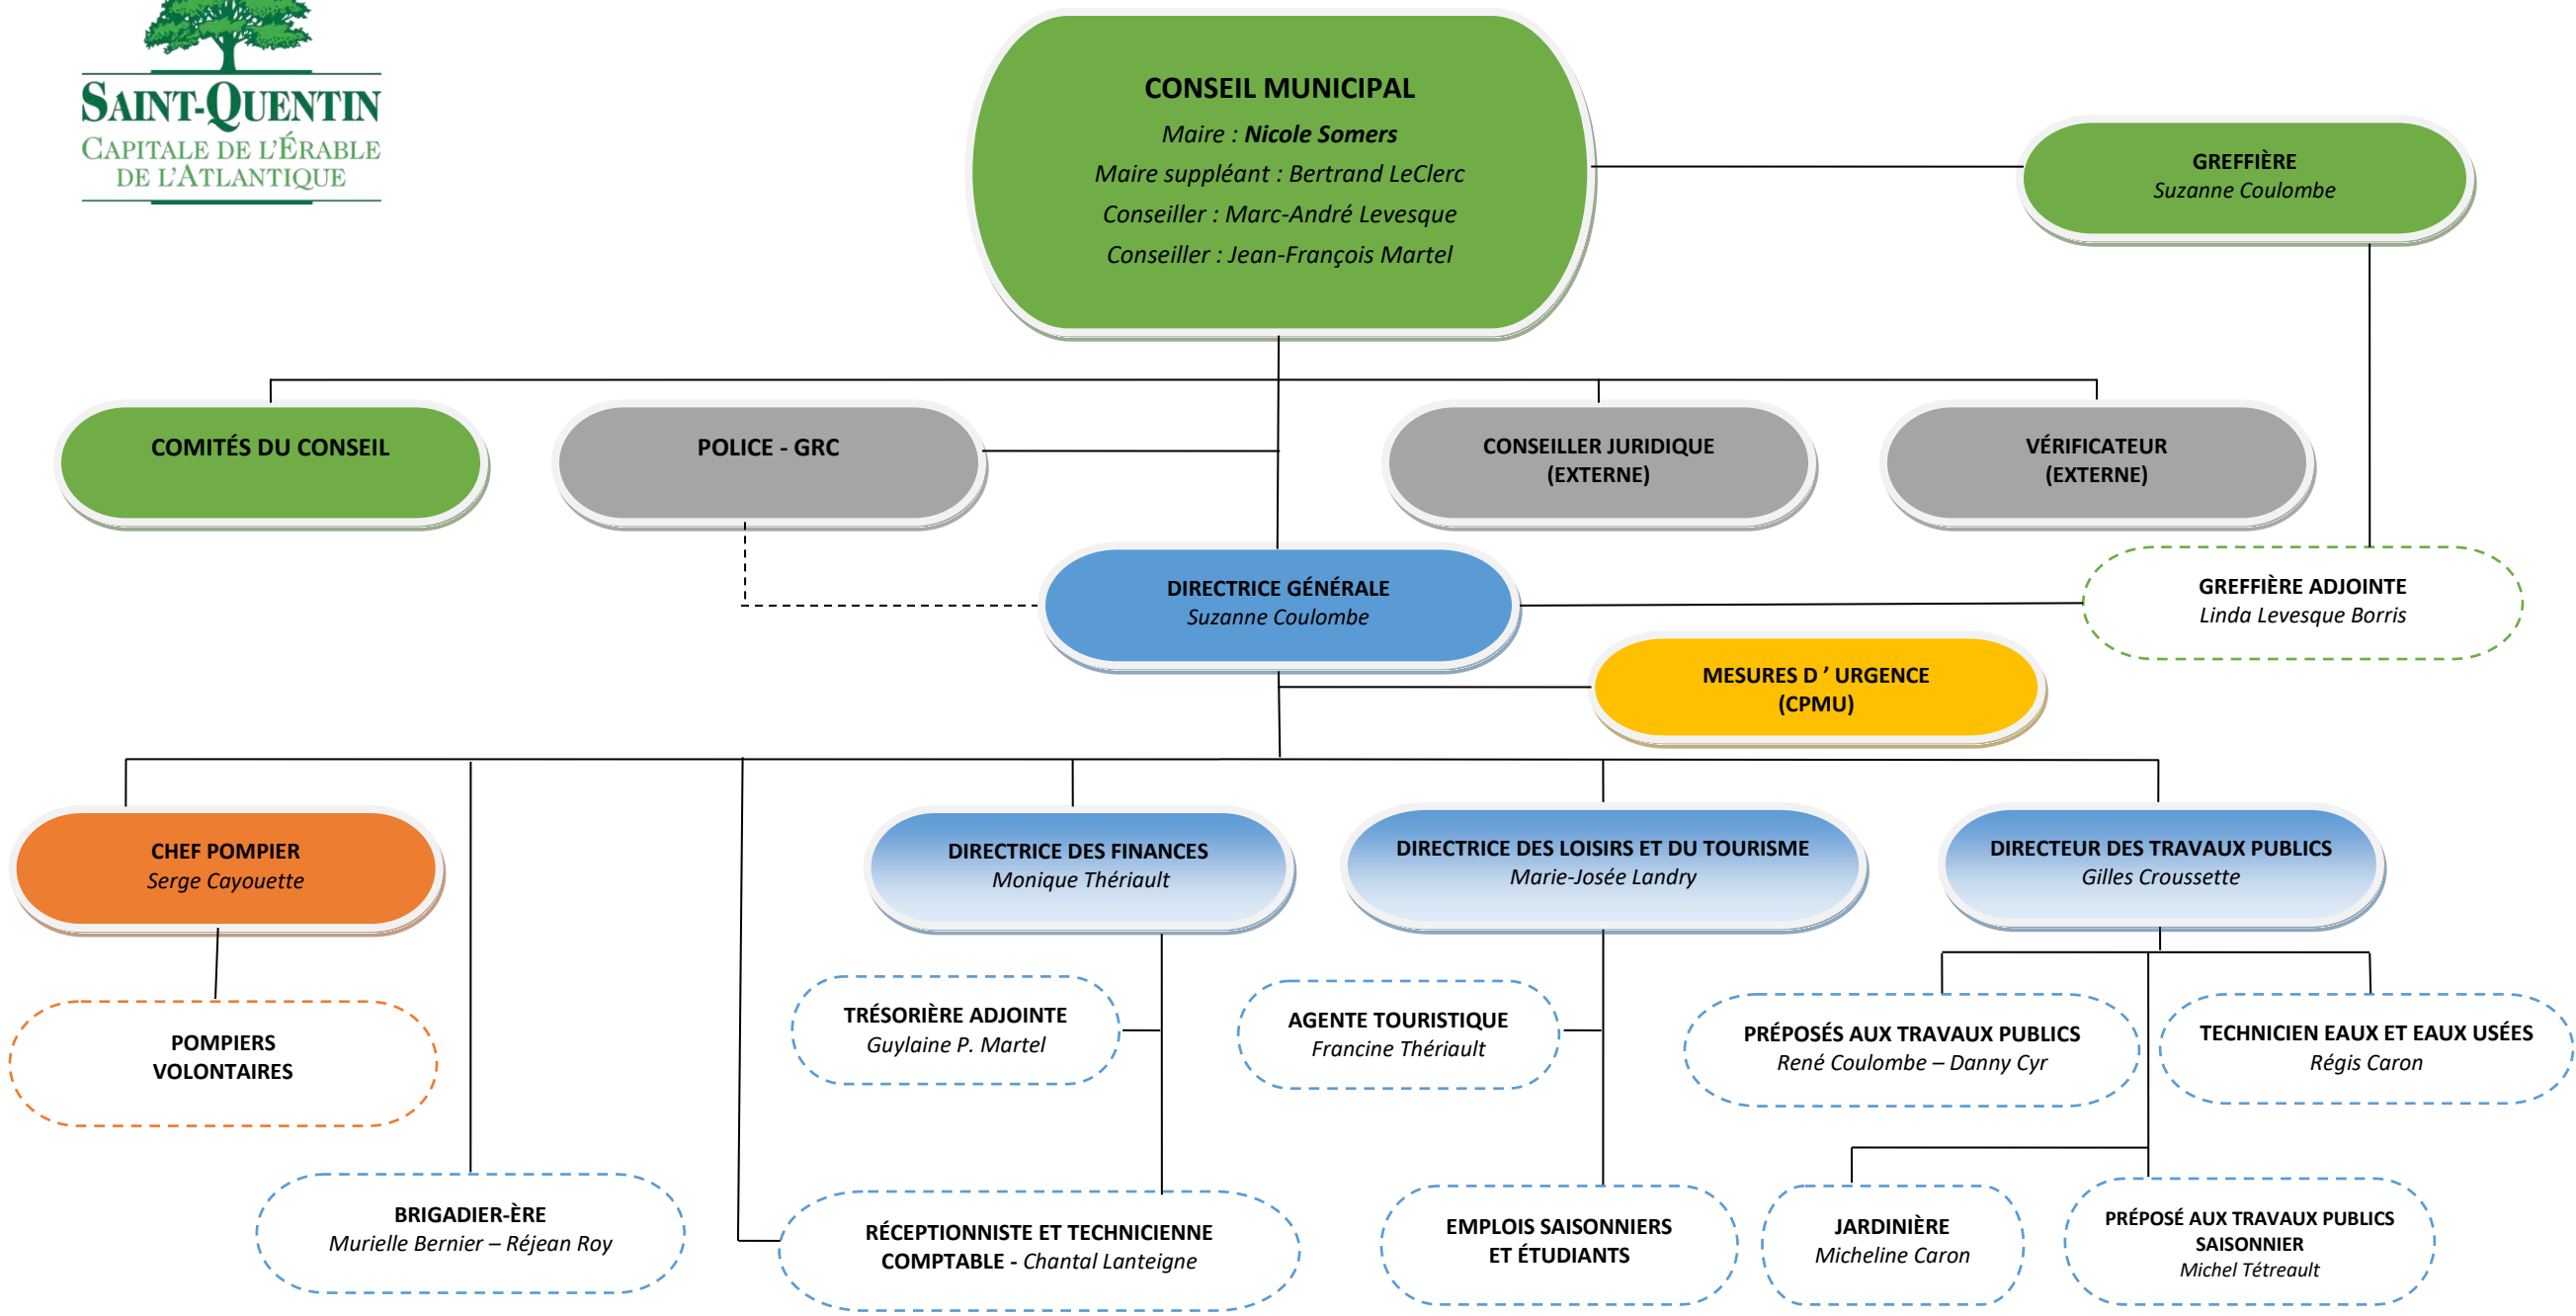 SAINT-QUENTIN
CAPITALE DE L'ÉRABLE
DE L'ATLANTIQUE
CONSEIL MUNICIPAL
Maire : Nicole Somers
Maire suppléant : Bertrand LeClerc
Conseiller : Marc-André Levesque
Conseiller : Jean-François Martel
GREFFIÈRE
Suzanne Coulombe
COMITÉS DU CONSEIL
POLICE - GRC
CONSEILLER JURIDIQUE
(EXTERNE)
VÉRIFICATEUR
(EXTERNE)
DIRECTRICE GÉNÉRALE
Suzanne Coulombe
GREFFIÈRE ADJOINTE
Linda Levesque Borris
MESURES D ’ URGENCE
(CPMU)
CHEF POMPIER
Serge Cayouette
DIRECTRICE DES FINANCES
Monique Thériault
DIRECTRICE DES LOISIRS ET DU TOURISME
Marie-Josée Landry
DIRECTEUR DES TRAVAUX PUBLICS
Gilles Croussette
POMPIERS
VOLONTAIRES
TRÉSORIÈRE ADJOINTE
Guylaine P. Martel
AGENTE TOURISTIQUE
Francine Thériault
PRÉPOSÉS AUX TRAVAUX PUBLICS
René Coulombe – Danny Cyr
TECHNICIEN EAUX ET EAUX USÉES
Régis Caron
BRIGADIER-ÈRE
Murielle Bernier – Réjean Roy
RÉCEPTIONNISTE ET TECHNICIENNE
COMPTABLE - Chantal Lanteigne
EMPLOIS SAISONNIERS
ET ÉTUDIANTS
JARDINIÈRE
Micheline Caron
PRÉPOSÉ AUX TRAVAUX PUBLICS
SAISONNIER
Michel Tétreault